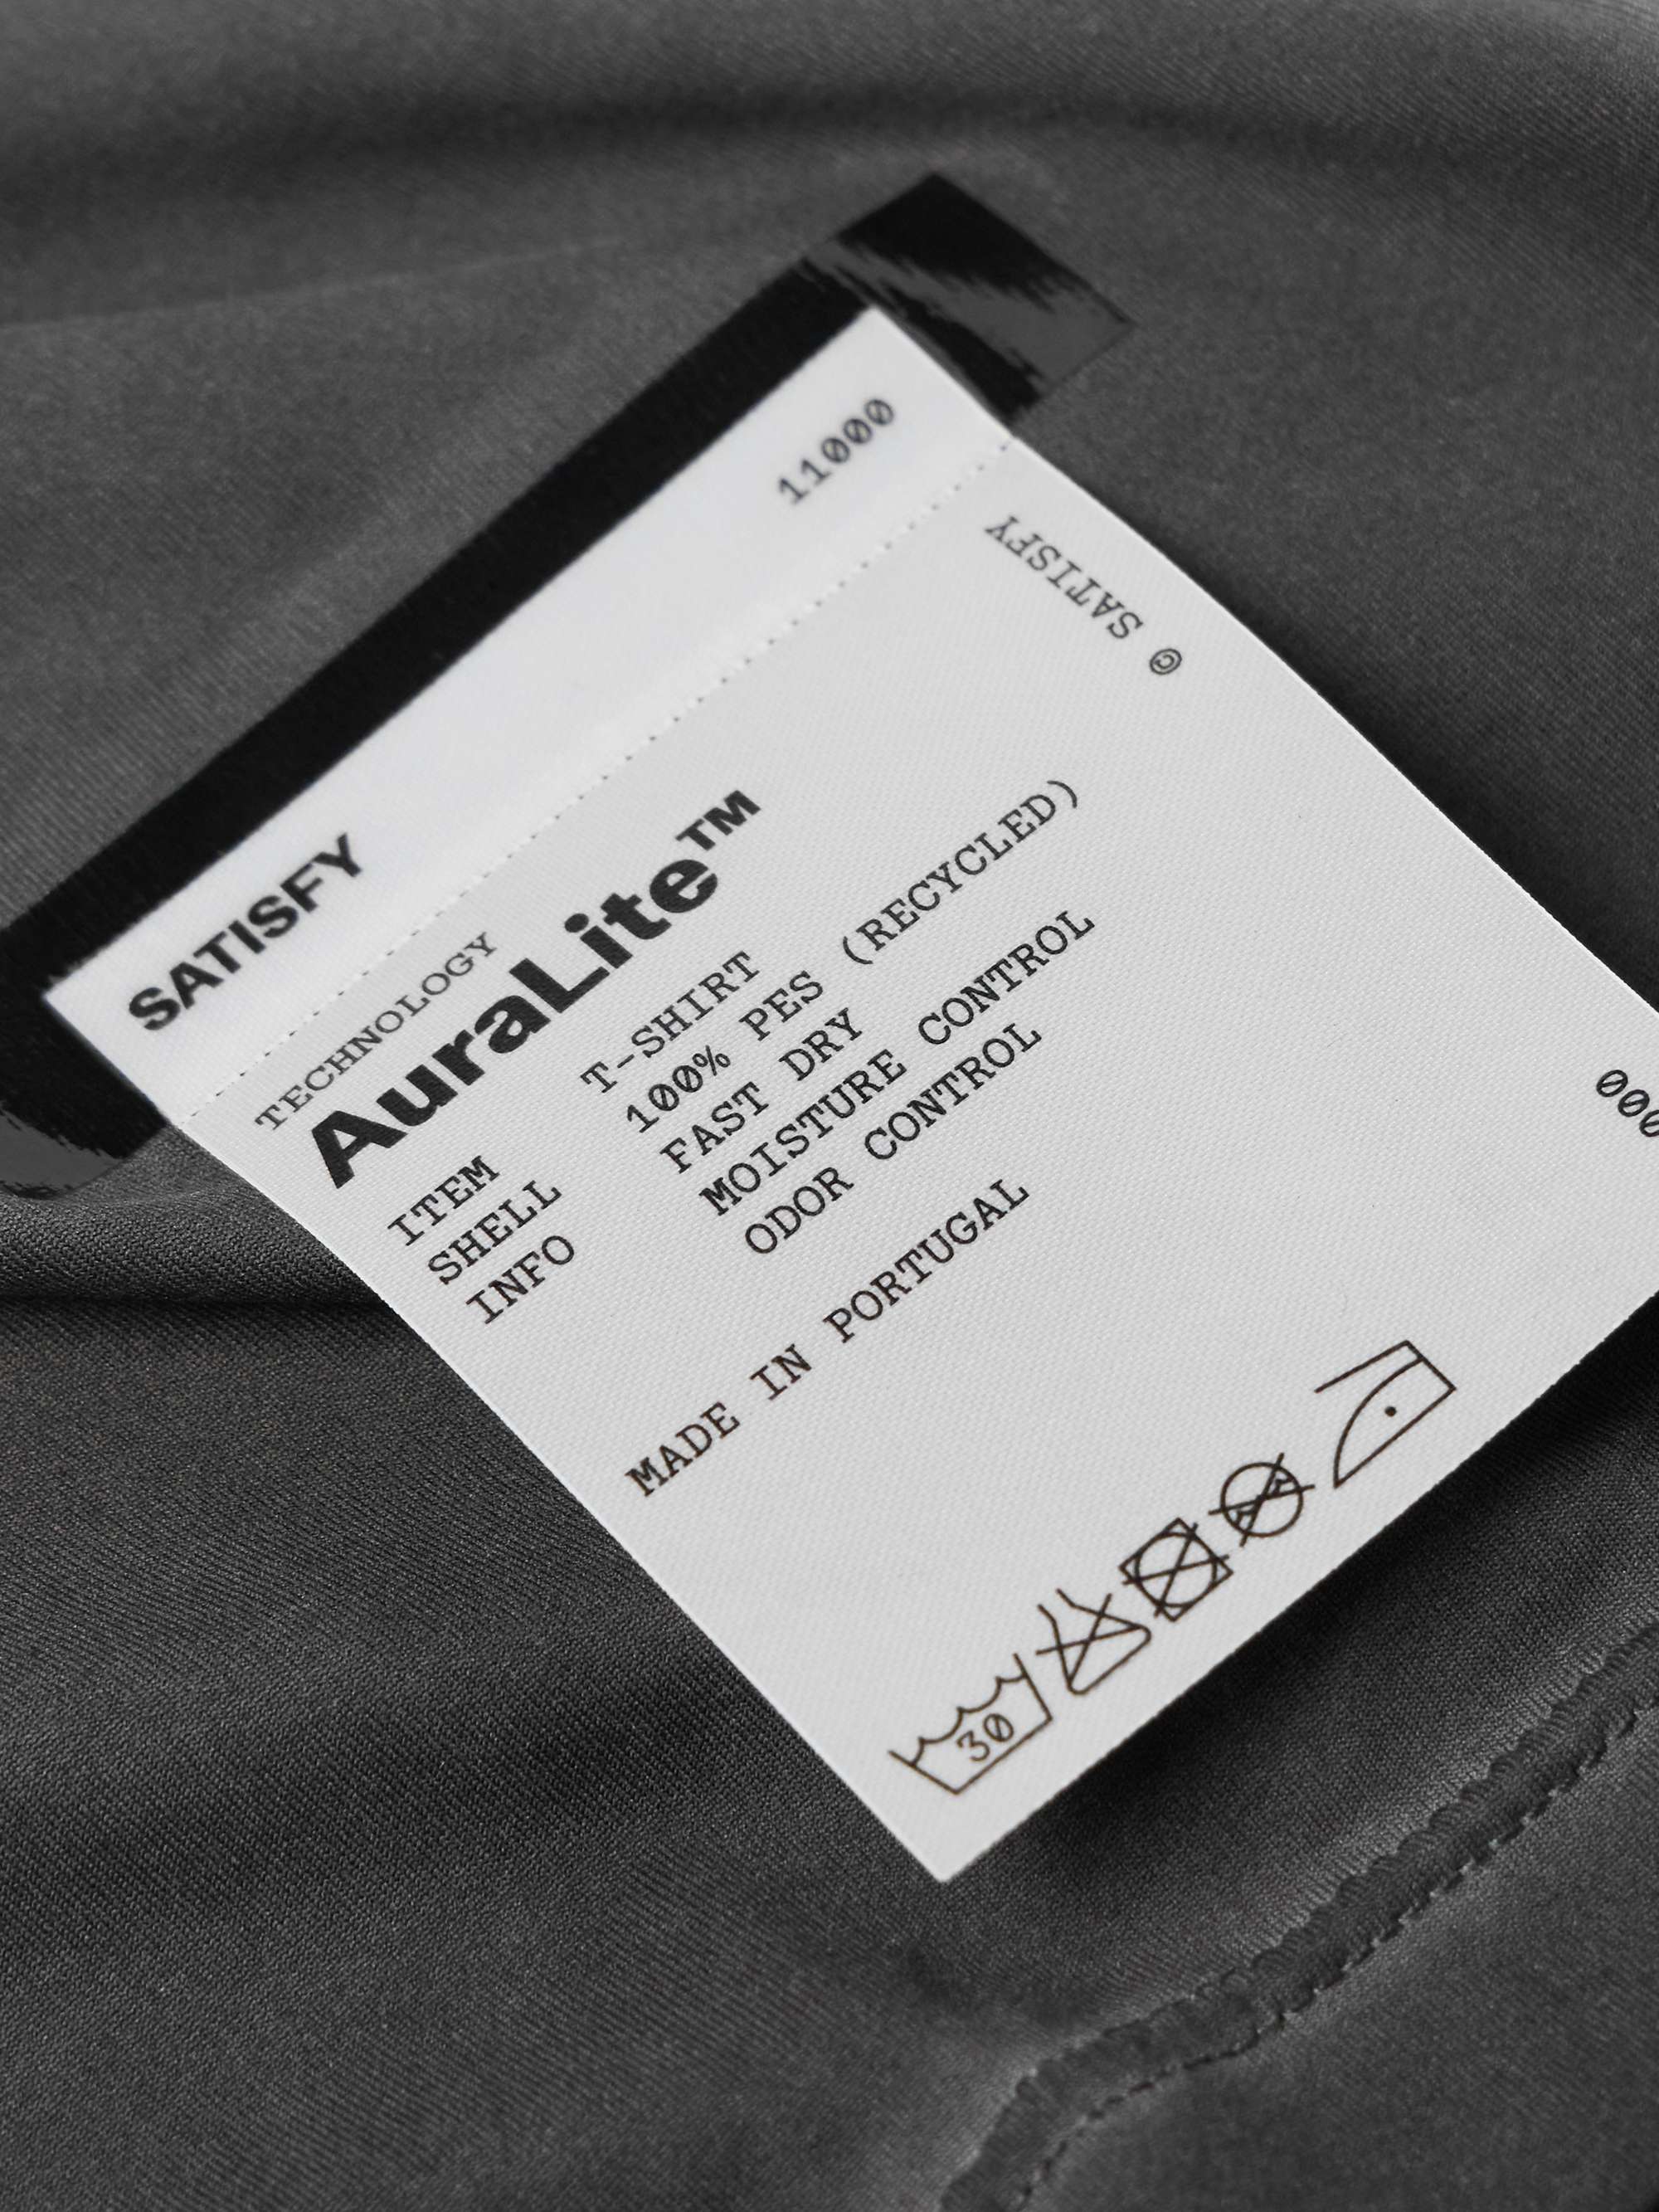 SATISFY 11000
© SATISFY
TECHNOLOGY
AuraLite™
ITEM T-SHIRT
SHELL 100% PES (RECYCLED)
INFO FAST DRY
MOISTURE CONTROL
ODOR CONTROL
MADE IN PORTUGAL
000
30